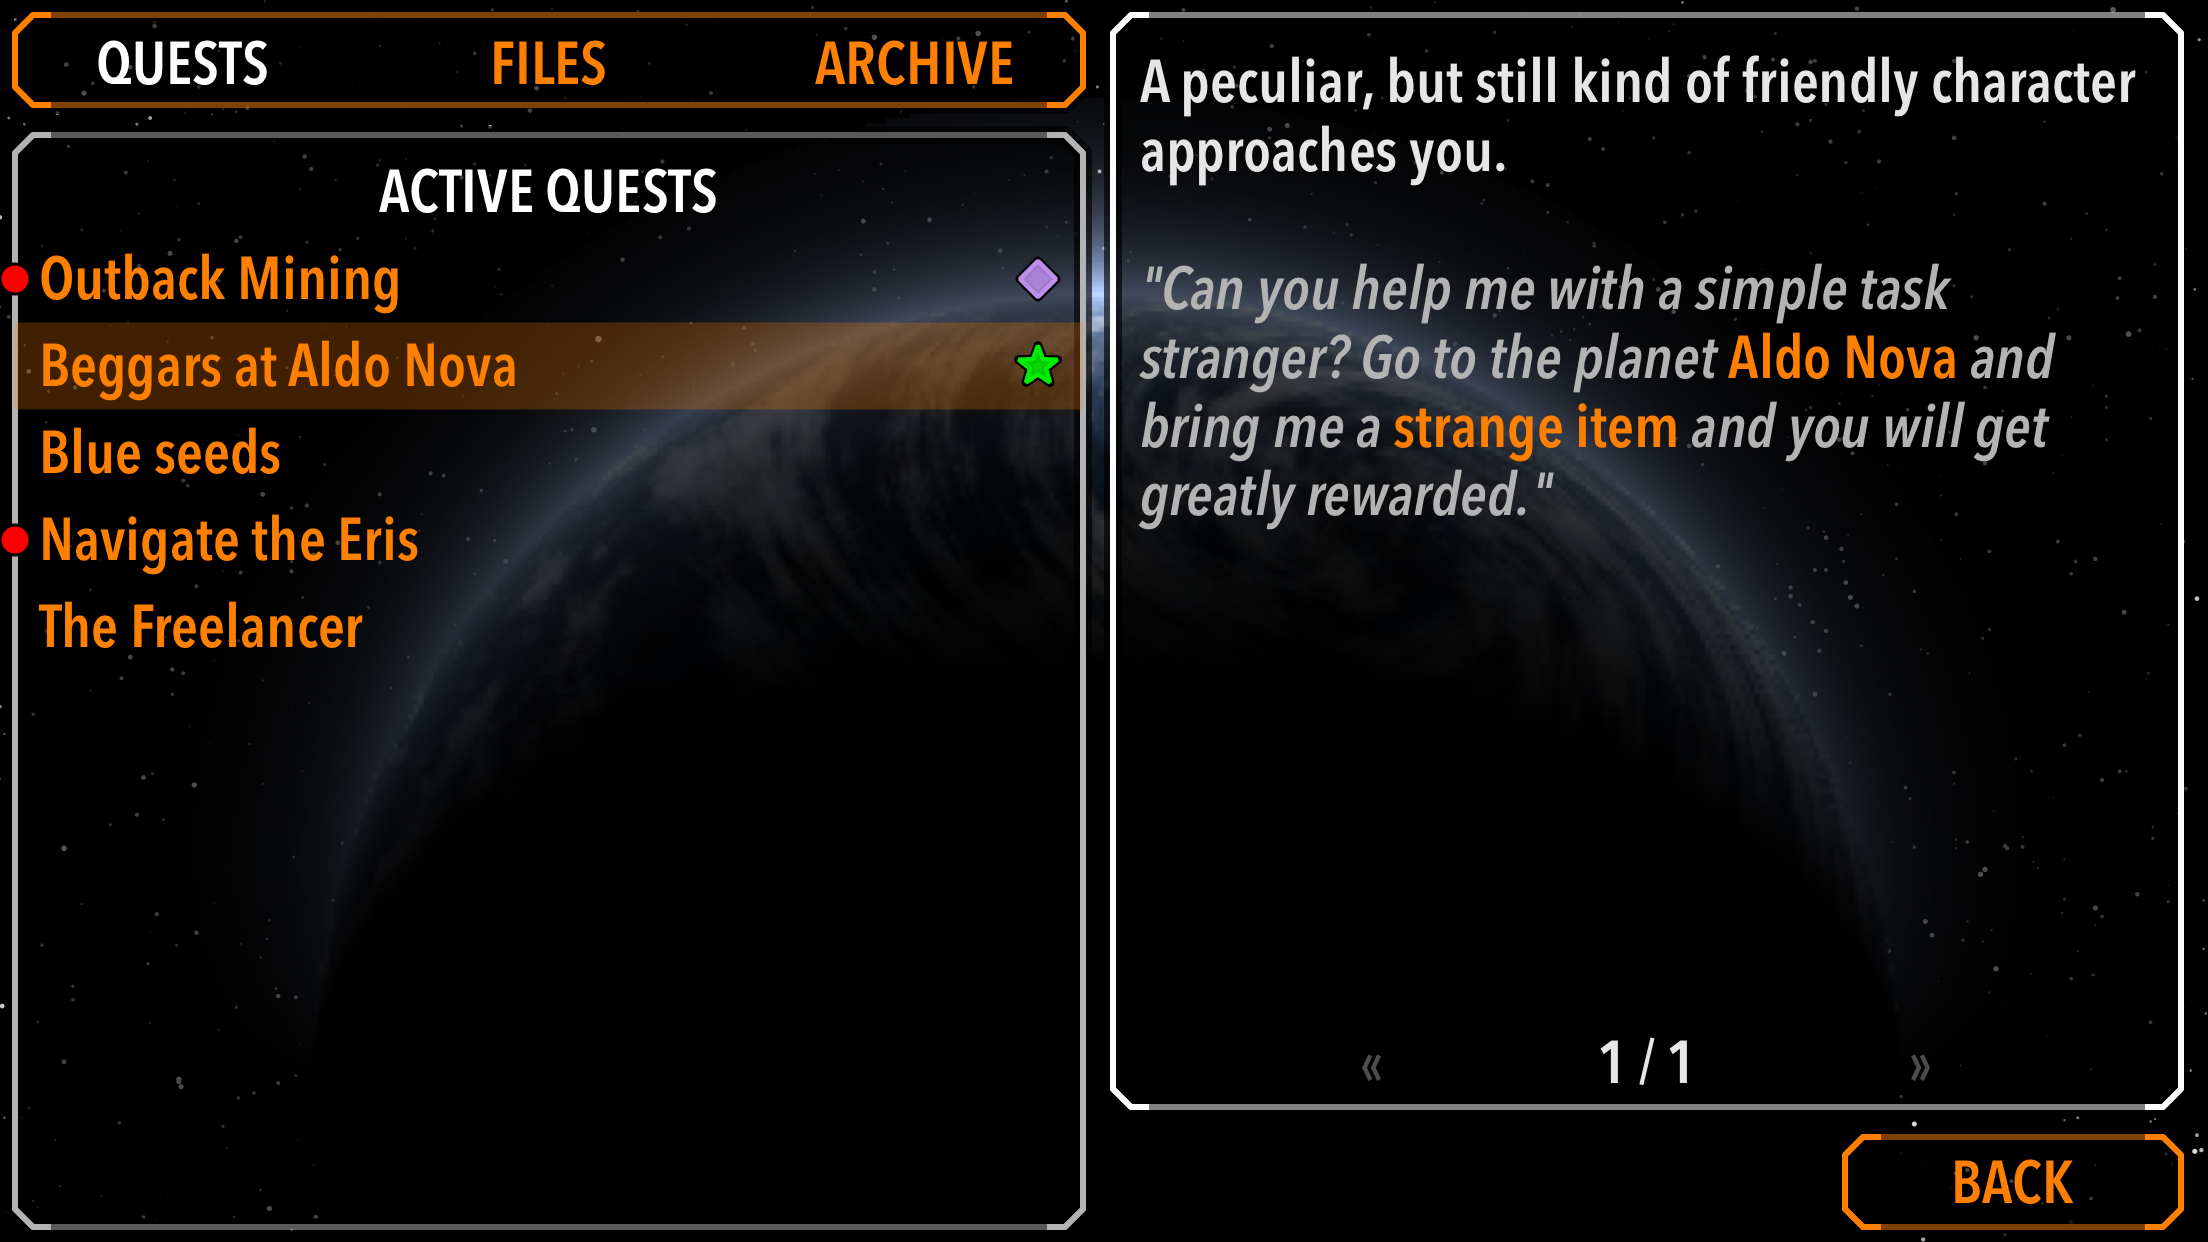 QUESTS FILES ARCHIVE
ACTIVE QUESTS
Outback Mining
Beggars at Aldo Nova
Blue seeds
Navigate the Eris
The Freelancer
A peculiar, but still kind of friendly character
approaches you.
"Can you help me with a simple task
stranger? Go to the planet Aldo Nova and
bring me a strange item and you will get
greatly rewarded."
« 1 / 1 »
BACK